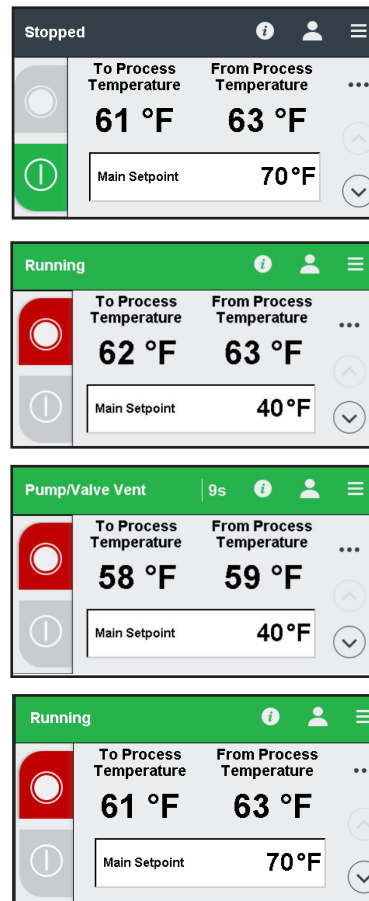 Stopped
To Process From Process
Temperature Temperature
61 °F 63 °F
Main Setpoint 70°F
Running
To Process From Process
Temperature Temperature
62 °F 63 °F
Main Setpoint 40°F
Pump/Valve Vent 9s
To Process From Process
Temperature Temperature
58 °F 59 °F
Main Setpoint 40°F
Running
To Process From Process
Temperature Temperature
61 °F 63 °F
Main Setpoint 70°F